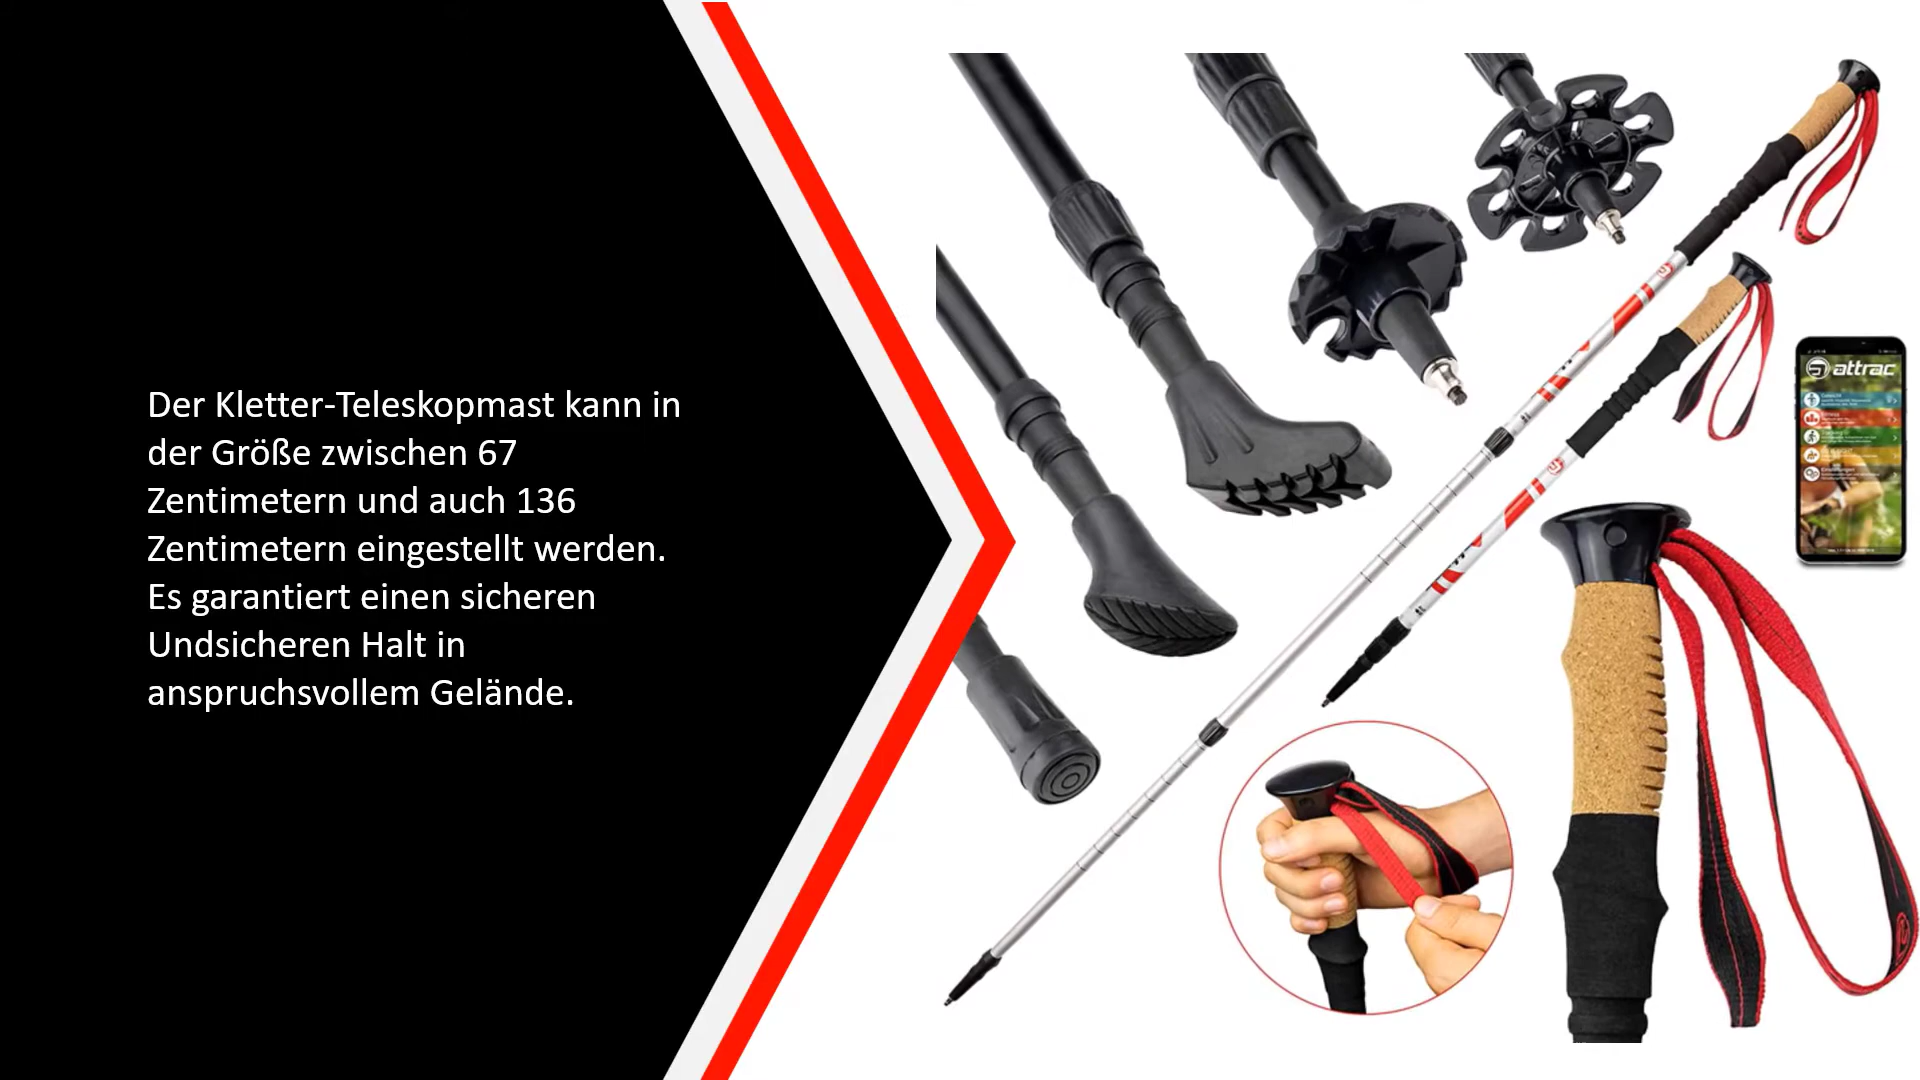 Der Kletter-Teleskopmast kann in
der Größe zwischen 67
Zentimetern und auch 136
Zentimetern eingestellt werden.
Es garantiert einen sicheren
Undsicheren Halt in
anspruchsvollem Gelände.
attrac